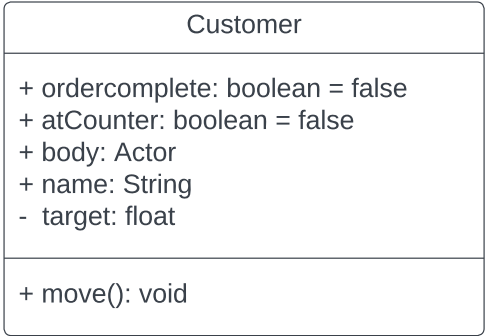 Customer
+ ordercomplete: boolean = false
+ atCounter: boolean = false
+ body: Actor
+ name: String
- target: float
+ move(): void